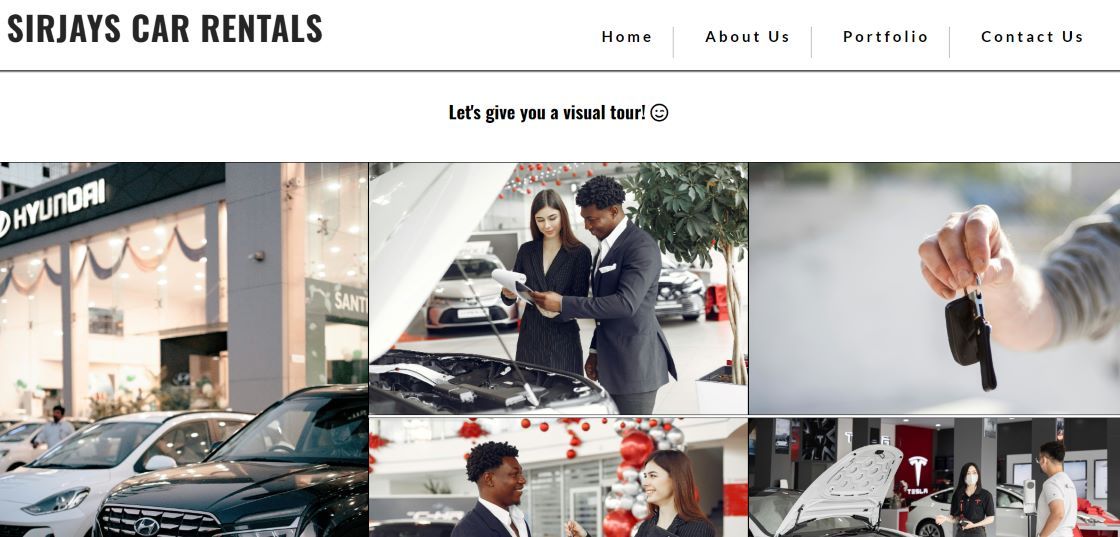 SIRJAYS CAR RENTALS
Home
About Us
Portfolio
Contact Us
Let's give you a visual tour! 😉
HYUNDAI
SANT
TESLA